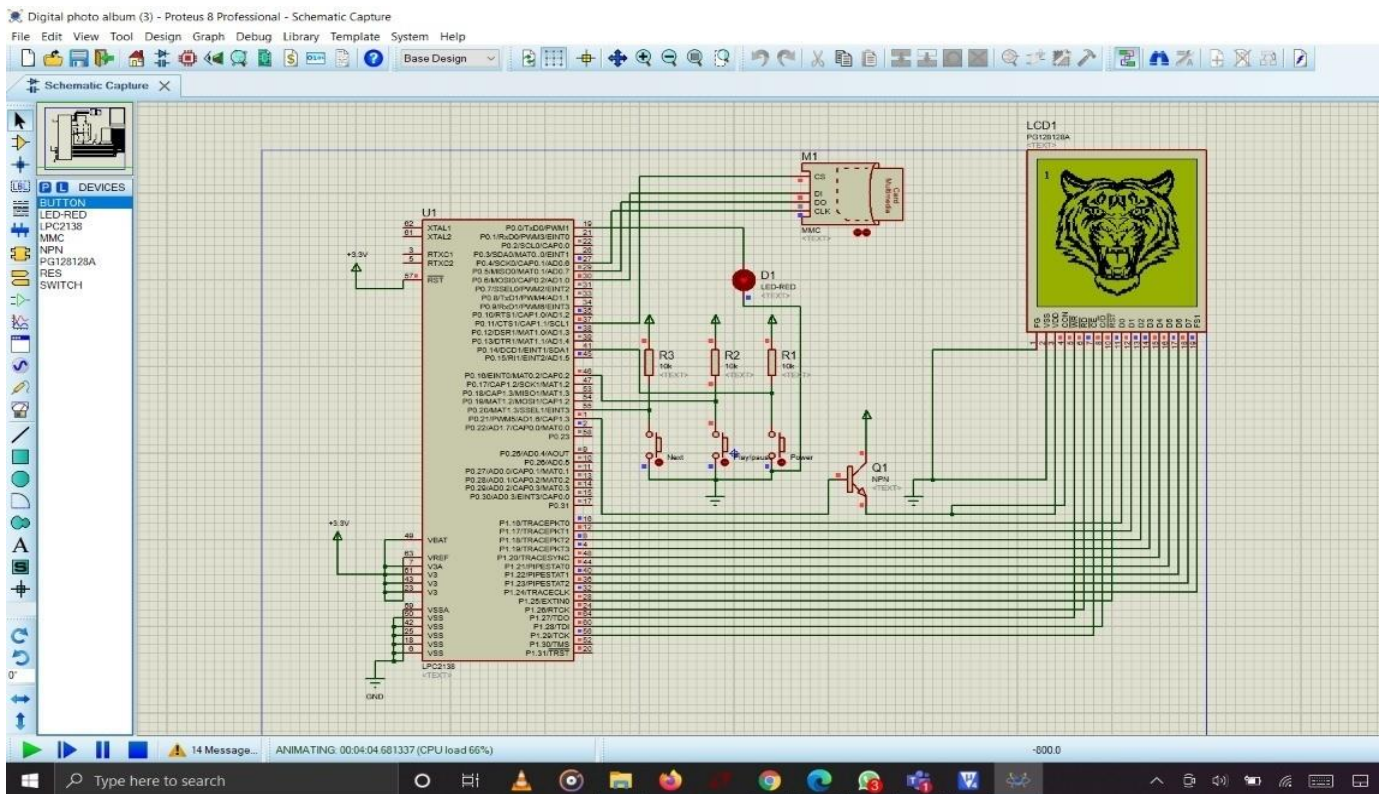 Digital photo album (3) - Proteus 8 Professional - Schematic Capture
File Edit View Tool Design Graph Debug Library Template System Help
Base Design
Schematic Capture
P L DEVICES
BUTTON
LED-RED
LPC2138
MMC
NPN
PG128128A
RES
SWITCH
LCD1
PG128128A
<TEXT>
1
M1
CS
DI
DO
CLK
MMC
<TEXT>
U1
XTAL1
XTAL2
RTXC1
RTXC2
RST
+3.3V
P0.0/TxD0/PWM1
P0.1/RxD0/PWM3/EINT0
P0.2/SCL0/CAP0.0
P0.3/SDA0/MAT0.0/EINT1
P0.4/SCK0/CAP0.1/AD0.6
P0.5/MISO0/MAT0.1/AD0.7
P0.6/MOSI0/CAP0.2/AD1.0
P0.7/SSEL0/PWM2/EINT2
P0.8/TxD1/PWM4/AD1.1
P0.9/RxD1/PWM6/EINT3
P0.10/RTS1/CAP1.0/AD1.2
P0.11/CTS1/CAP1.1/SCL1
P0.12/DSR1/MAT1.0/AD1.3
P0.13/DTR1/MAT1.1/AD1.4
P0.14/DCD1/EINT1/SDA1
P0.15/RI1/EINT2/AD1.5
P0.16/EINT0/MAT0.2/CAP0.2
P0.17/CAP1.2/SCK1/MAT1.2
P0.18/CAP1.3/MISO1/MAT1.3
P0.19/MAT1.2/MOSI1/CAP1.2
P0.20/MAT1.3/SSEL1/EINT3
P0.21/PWM5/AD1.6/CAP1.3
P0.22/AD1.7/CAP0.0/MAT0.0
P0.23
P0.25/AD0.4/AOUT
P0.26/AD0.5
P0.27/AD0.0/CAP0.1/MAT0.1
P0.28/AD0.1/CAP0.2/MAT0.2
P0.29/AD0.2/CAP0.3/MAT0.3
P0.30/AD0.3/EINT3/CAP0.0
P0.31
P1.16/TRACEPKT0
P1.17/TRACEPKT1
P1.18/TRACEPKT2
P1.19/TRACEPKT3
P1.20/TRACESYNC
P1.21/PIPESTAT0
P1.22/PIPESTAT1
P1.23/PIPESTAT2
P1.24/TRACECLK
P1.25/EXTIN0
P1.26/RTCK
P1.27/TDO
P1.28/TDI
P1.29/TCK
P1.30/TMS
P1.31/TRST
+3.3V
VBAT
VREF
V3A
V3
V3
V3
VSSA
VSS
VSS
VSS
VSS
VSS
LPC2138
<TEXT>
GND
D1
LED-RED
<TEXT>
R3
10k
<TEXT>
R2
10k
<TEXT>
R1
10k
<TEXT>
Next
Play/pause
Power
Q1
NPN
<TEXT>
0°
14 Message...
ANIMATING: 00:04:04.681337 (CPU load 66%)
-800.0
Type here to search